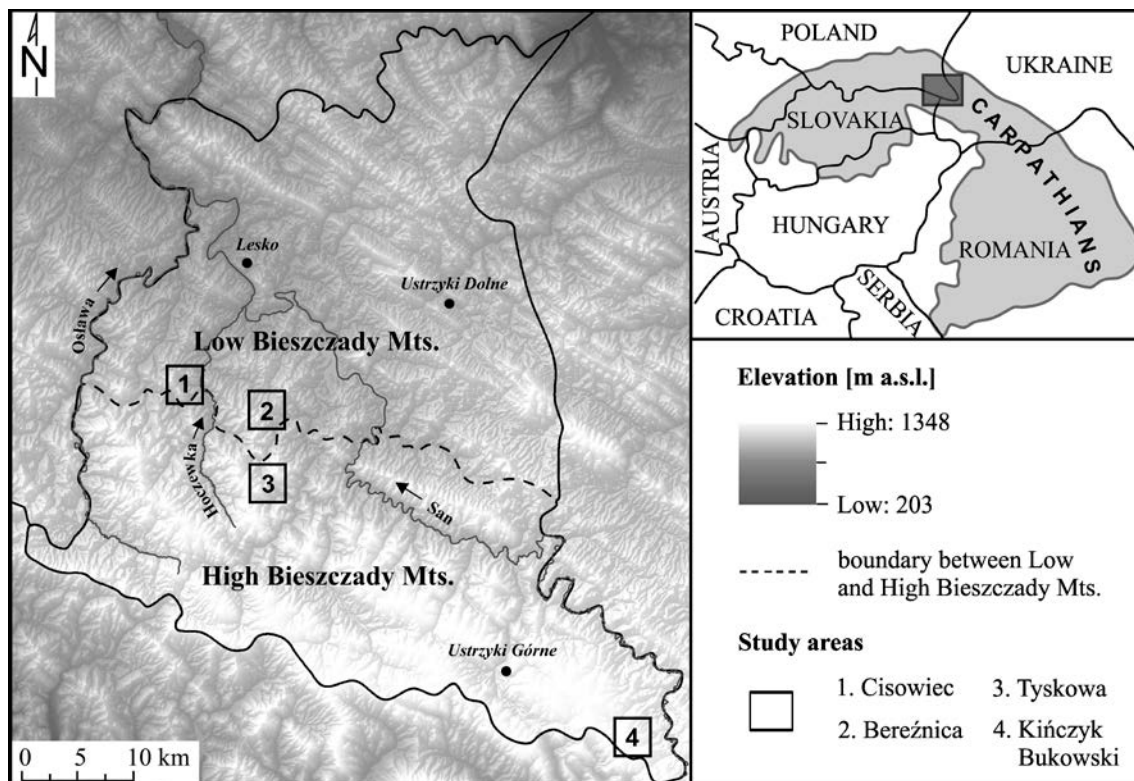 N
Lesko
Ustrzyki Dolne
Osława
Low Bieszczady Mts.
1
2
3
Hoczewka
San
High Bieszczady Mts.
Ustrzyki Górne
4
0 5 10 km
POLAND
UKRAINE
SLOVAKIA
CARPATHIANS
AUSTRIA
HUNGARY
ROMANIA
SERBIA
CROATIA
Elevation [m a.s.l.]
High: 1348
Low: 203
boundary between Low
and High Bieszczady Mts.
Study areas
1. Cisowiec
2. Bereźnica
3. Tyskowa
4. Kińczyk
Bukowski